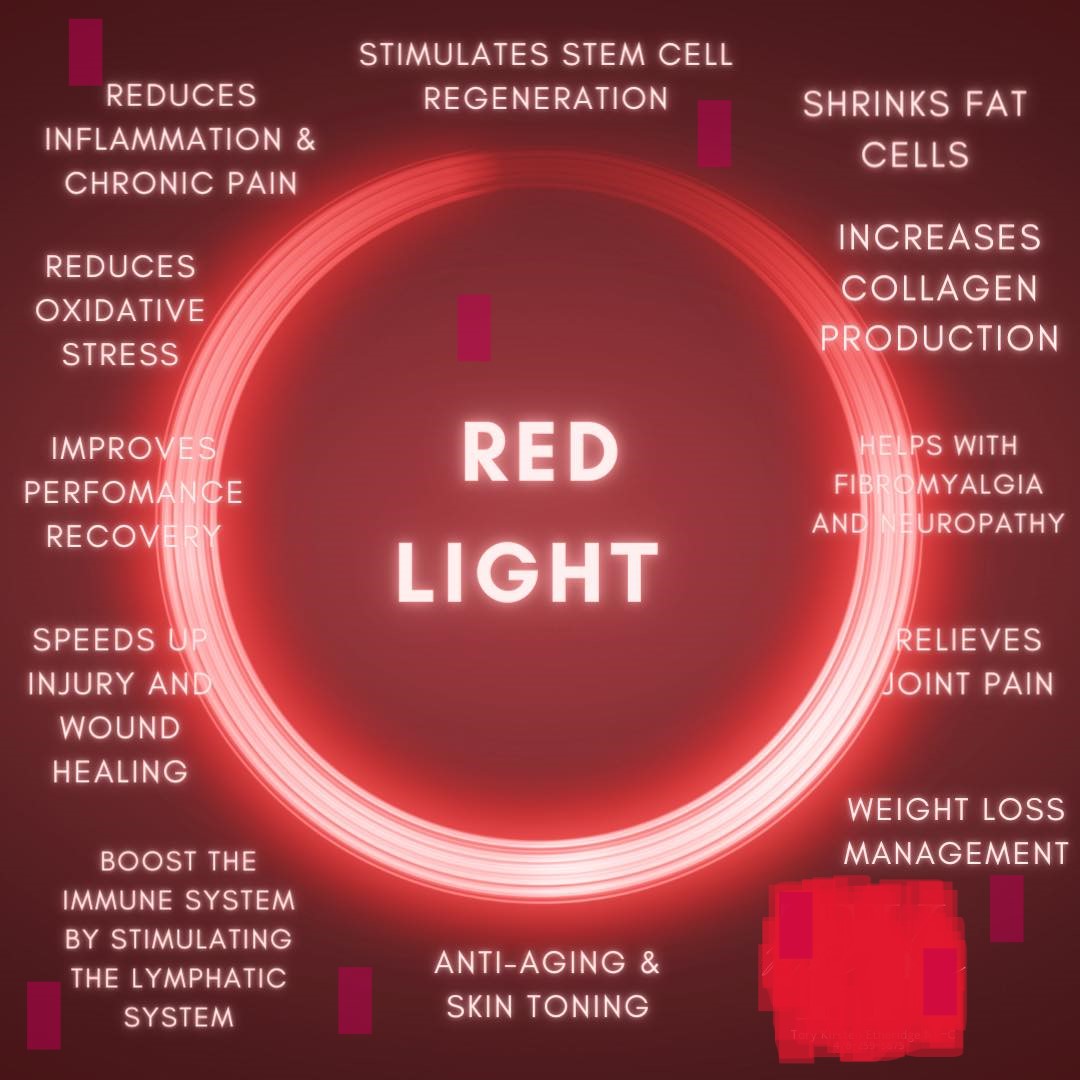 STIMULATES STEM CELL
REGENERATION
REDUCES
INFLAMMATION &
CHRONIC PAIN
SHRINKS FAT
CELLS
REDUCES
OXIDATIVE
STRESS
INCREASES
COLLAGEN
PRODUCTION
IMPROVES
PERFOMANCE
RECOVERY
RED
LIGHT
HELPS WITH
FIBROMYALGIA
AND NEUROPATHY
SPEEDS UP
INJURY AND
WOUND
HEALING
RELIEVES
JOINT PAIN
WEIGHT LOSS
MANAGEMENT
BOOST THE
IMMUNE SYSTEM
BY STIMULATING
THE LYMPHATIC
SYSTEM
ANTI-AGING &
SKIN TONING